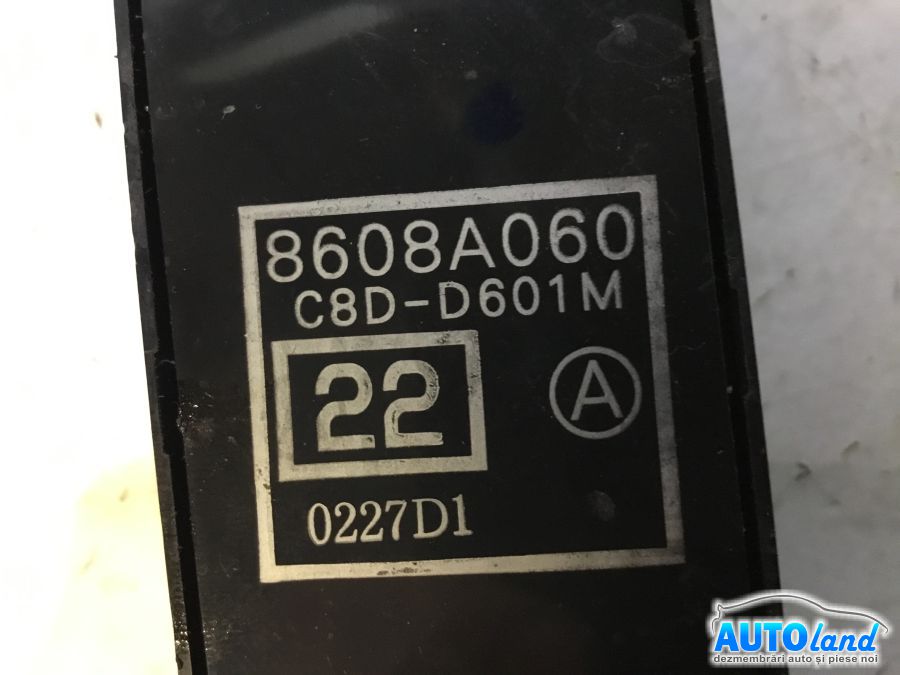 8608A060
C8D-D601M
22
A
0227D1
AUTOland
dezmembrări auto și piese noi